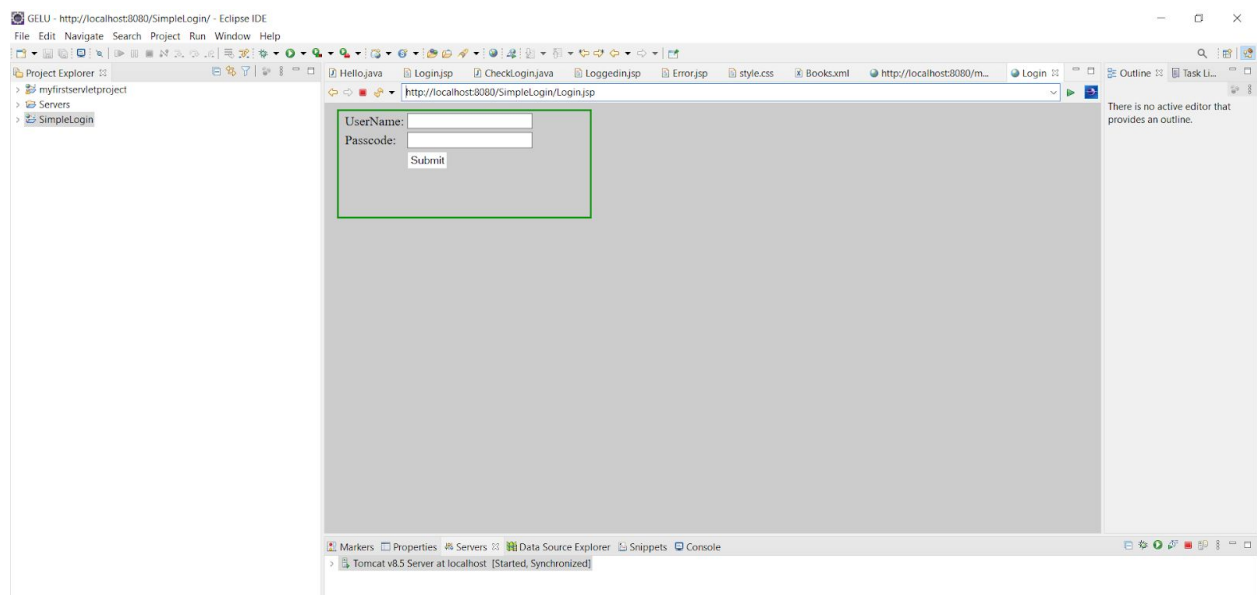 GELU - http://localhost:8080/SimpleLogin/ - Eclipse IDE
File Edit Navigate Search Project Run Window Help
Project Explorer
Hello.java Login.jsp CheckLogin.java Loggedin.jsp Error.jsp style.css Books.xml http://localhost:8080/m... Login
Outline Task Li...
myfirstservletproject
Servers
SimpleLogin
http://localhost:8080/SimpleLogin/Login.jsp
There is no active editor that
provides an outline.
UserName:
Passcode:
Submit
Markers Properties Servers Data Source Explorer Snippets Console
Tomcat v8.5 Server at localhost [Started, Synchronized]